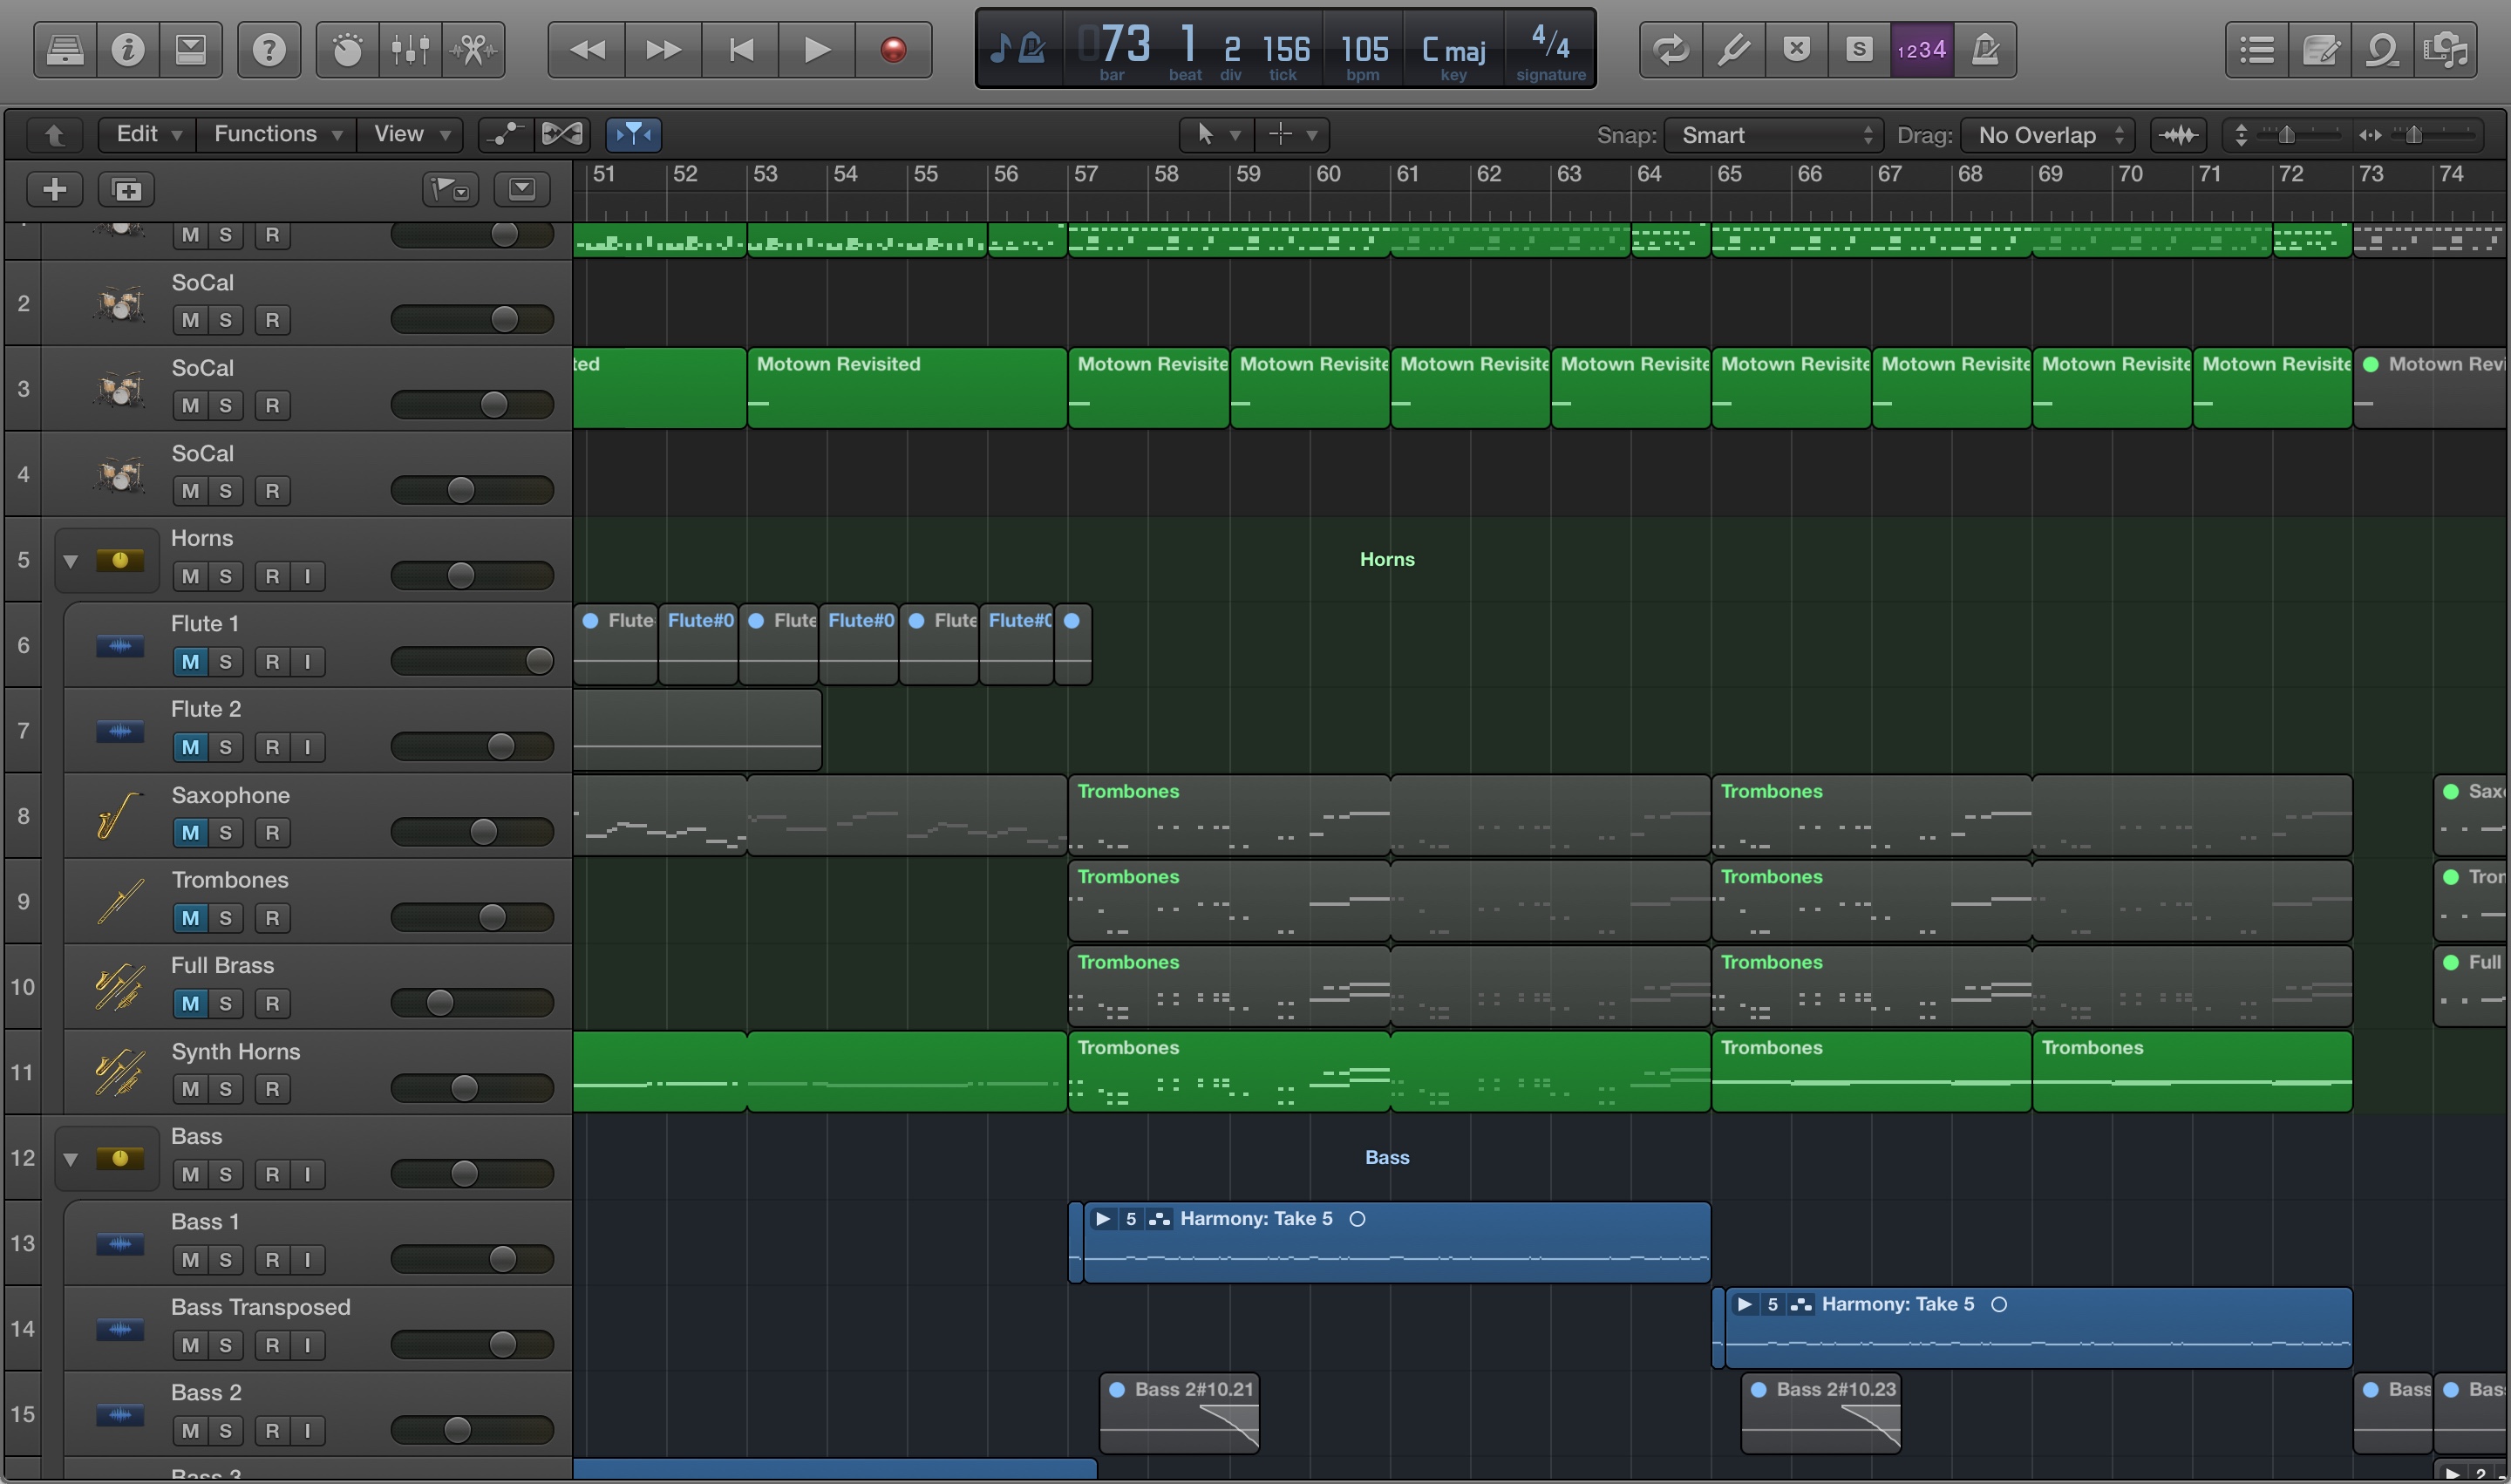 073 1 2 156 105 C maj 4/4
bar beat div tick bpm key signature
S 1234
Edit Functions View Snap: Smart Drag: No Overlap
51 52 53 54 55 56 57 58 59 60 61 62 63 64 65 66 67 68 69 70 71 72 73 74
M S R
2 SoCal
M S R
3 SoCal
M S R
ted Motown Revisited Motown Revisite Motown Revisite Motown Revisite Motown Revisite Motown Revisite Motown Revisite Motown Revisite Motown Revisite Motown Revi
4 SoCal
M S R
5 Horns
M S R I
Horns
6 Flute 1
M S R I
Flute Flute#0 Flute Flute#0 Flute Flute#0
7 Flute 2
M S R I
8 Saxophone
M S R
Trombones Trombones Saxo
9 Trombones
M S R
Trombones Trombones Tron
10 Full Brass
M S R
Trombones Trombones Full
11 Synth Horns
M S R
Trombones Trombones Trombones
12 Bass
M S R I
Bass
13 Bass 1
M S R I
5 Harmony: Take 5
14 Bass Transposed
M S R I
5 Harmony: Take 5
15 Bass 2
M S R I
Bass 2#10.21 Bass 2#10.23 Bass Bas
Bass 3
2